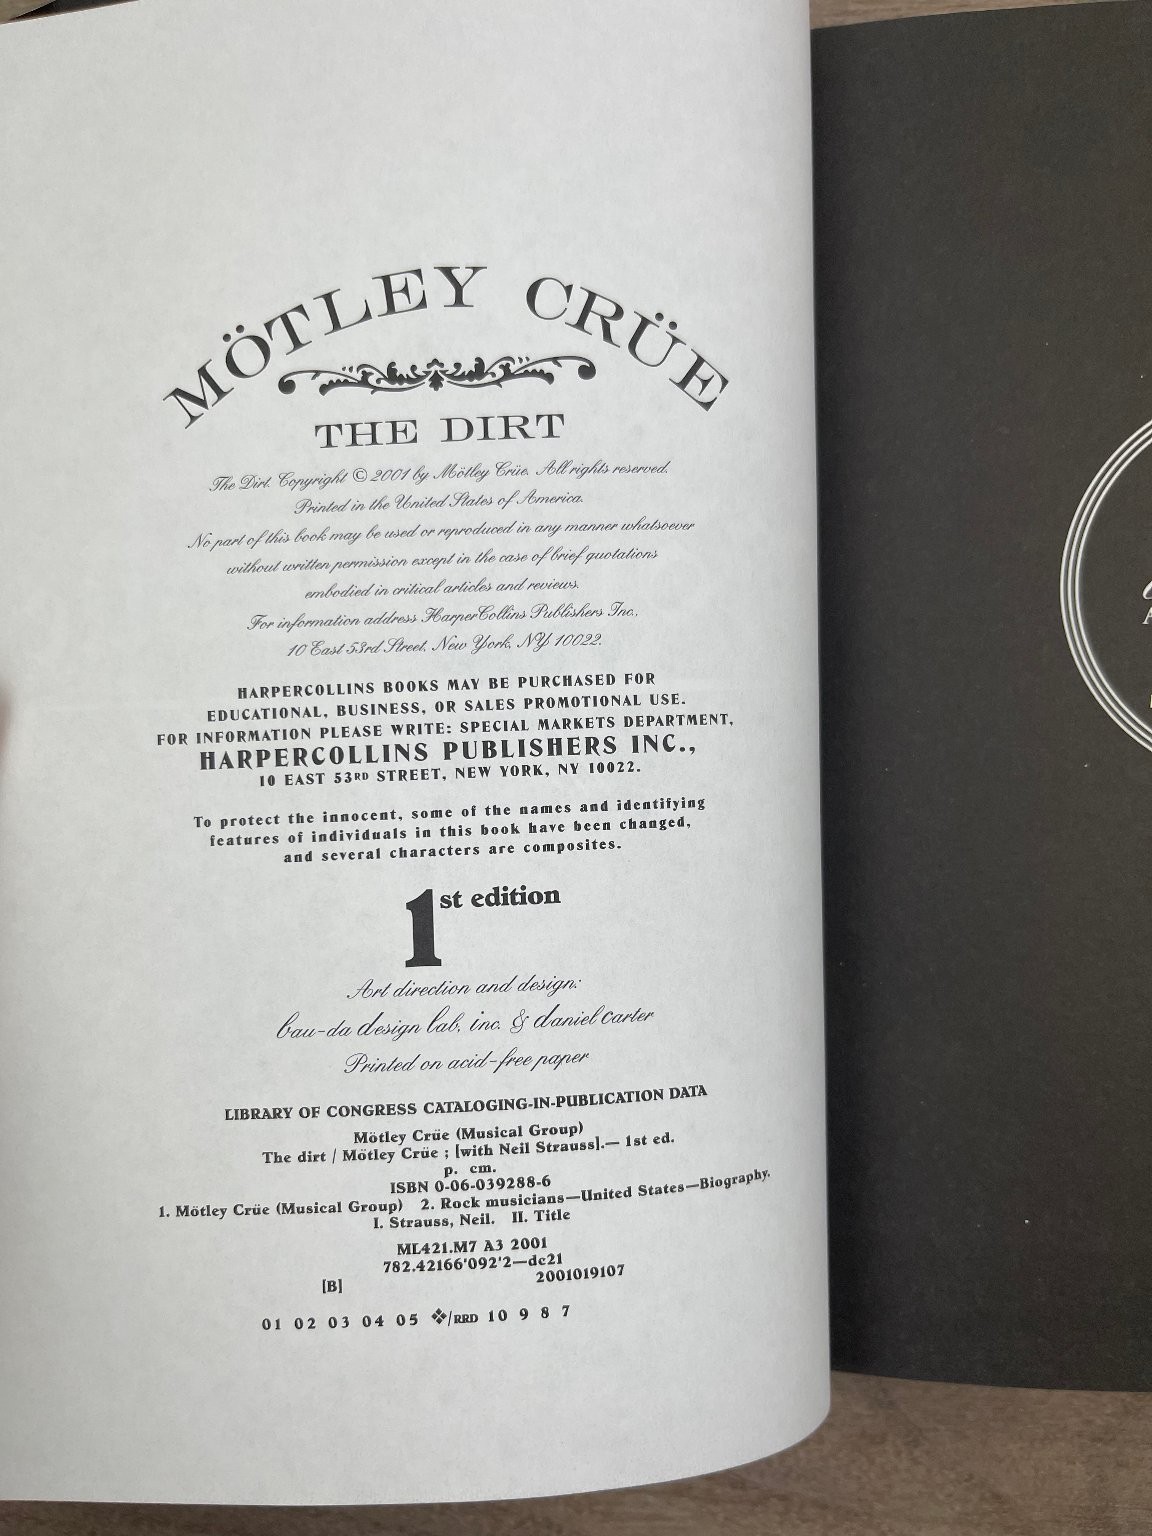 MÖTLEY CRÜE
THE DIRT
The Dirt. Copyright © 2001 by Mötley Crüe. All rights reserved.
Printed in the United States of America.
No part of this book may be used or reproduced in any manner whatsoever
without written permission except in the case of brief quotations
embodied in critical articles and reviews.
For information address HarperCollins Publishers Inc.,
10 East 53rd Street, New York, NY 10022.
HARPERCOLLINS BOOKS MAY BE PURCHASED FOR
EDUCATIONAL, BUSINESS, OR SALES PROMOTIONAL USE.
FOR INFORMATION PLEASE WRITE: SPECIAL MARKETS DEPARTMENT,
HARPERCOLLINS PUBLISHERS INC.,
10 EAST 53RD STREET, NEW YORK, NY 10022.
To protect the innocent, some of the names and identifying
features of individuals in this book have been changed,
and several characters are composites.
1st edition
Art direction and design:
bau-da design lab, inc. & daniel carter
Printed on acid-free paper
LIBRARY OF CONGRESS CATALOGING-IN-PUBLICATION DATA
Mötley Crüe (Musical Group)
The dirt / Mötley Crüe ; [with Neil Strauss].— 1st ed.
p. cm.
ISBN 0-06-039288-6
1. Mötley Crüe (Musical Group) 2. Rock musicians—United States—Biography.
I. Strauss, Neil. II. Title
ML421.M7 A3 2001
782.42166'092'2—dc21
[B] 2001019107
01 02 03 04 05 ❖/RRD 10 9 8 7